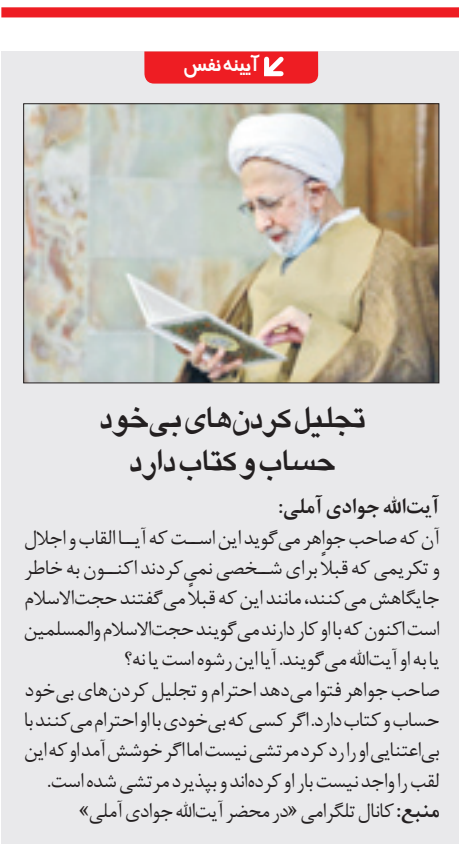 آیینه نفس
تجلیل کردن‌های بی‌خود
حساب و کتاب دارد
آیت‌الله جوادی آملی:
آن که صاحب جواهر می‌گوید این است که آیا القاب و اجلال
و تکریمی که قبلاً برای شخصی نمی‌کردند اکنون به خاطر
جایگاهش می‌کنند، مانند این که قبلاً می‌گفتند حجت‌الاسلام
است اکنون که با او کار دارند می‌گویند حجت‌الاسلام والمسلمین
یا به او آیت‌الله می‌گویند. آیا این رشوه است یا نه؟
صاحب جواهر فتوا می‌دهد احترام و تجلیل کردن‌های بی‌خود
حساب و کتاب دارد. اگر کسی که بی‌خودی با او احترام می‌کنند با
بی‌اعتنایی او را رد کرد مرتشی نیست اما اگر خوشش آمد او که این
لقب را واجد نیست بار او کرده‌اند و بپذیرد مرتشی شده است.
منبع: کانال تلگرامی «در محضر آیت‌الله جوادی آملی»